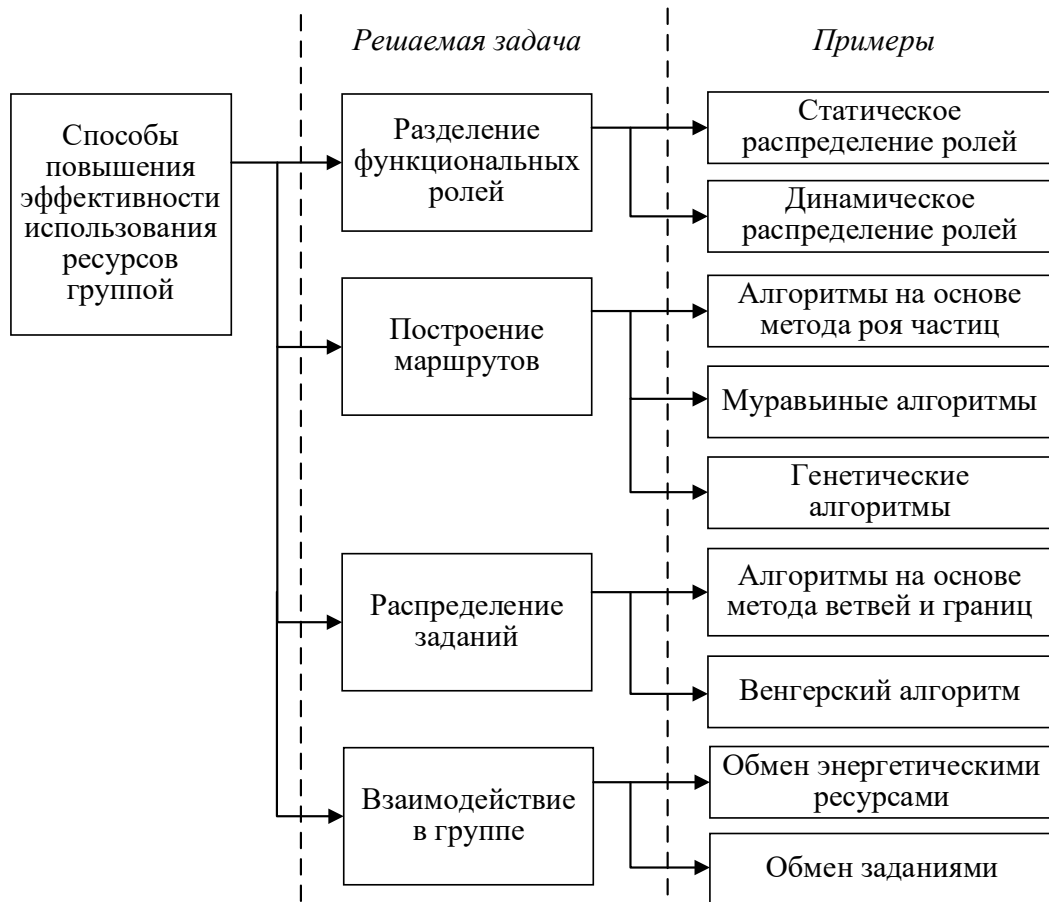 Решаемая задача
Примеры
Способы
повышения
эффективности
использования
ресурсов
группой
Разделение
функциональных
ролей
Статическое
распределение ролей
Динамическое
распределение ролей
Построение
маршрутов
Алгоритмы на основе
метода роя частиц
Муравьиные алгоритмы
Генетические
алгоритмы
Распределение
заданий
Алгоритмы на основе
метода ветвей и границ
Венгерский алгоритм
Взаимодействие
в группе
Обмен энергетическими
ресурсами
Обмен заданиями